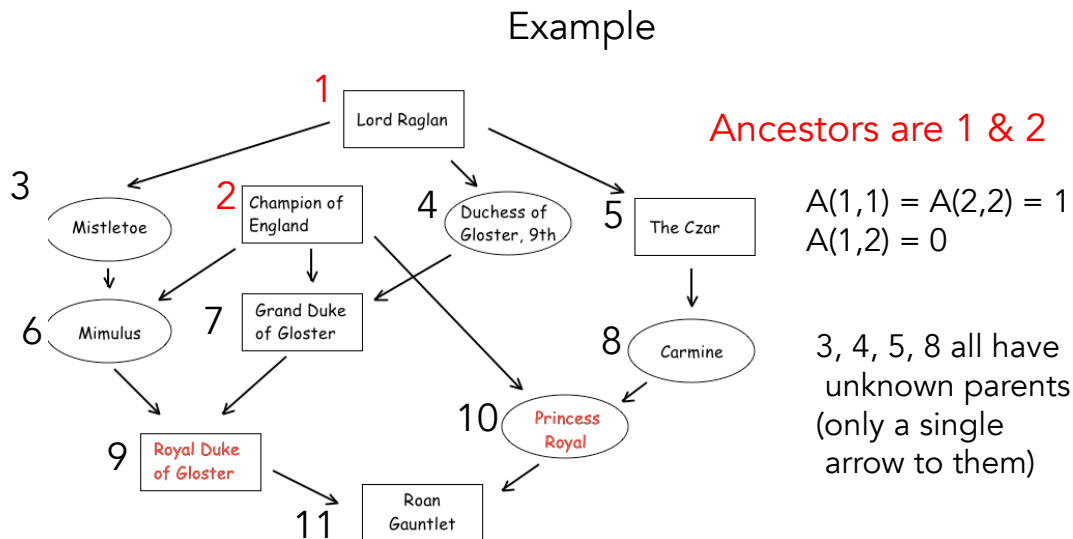 Example
1
Lord Raglan
Ancestors are 1 & 2
3
Mistletoe
2
Champion of
England
4
Duchess of
Gloster, 9th
5
The Czar
A(1,1) = A(2,2) = 1
A(1,2) = 0
6
Mimulus
7
Grand Duke
of Gloster
8
Carmine
3, 4, 5, 8 all have
unknown parents
(only a single
arrow to them)
9
Royal Duke
of Gloster
10
Princess
Royal
11
Roan
Gauntlet